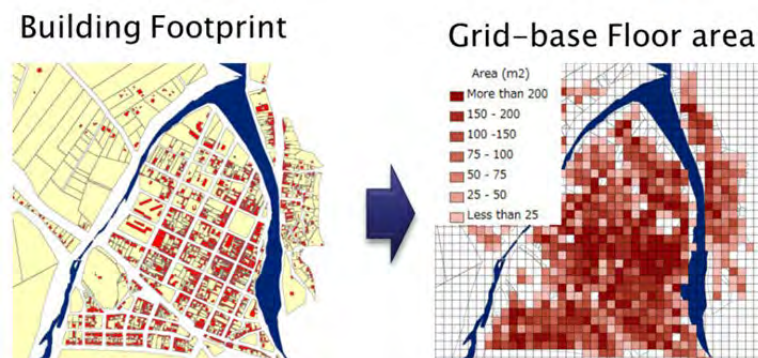 Building Footprint
Grid-base Floor area
Area (m2)
More than 200
150 - 200
100 -150
75 - 100
50 - 75
25 - 50
Less than 25